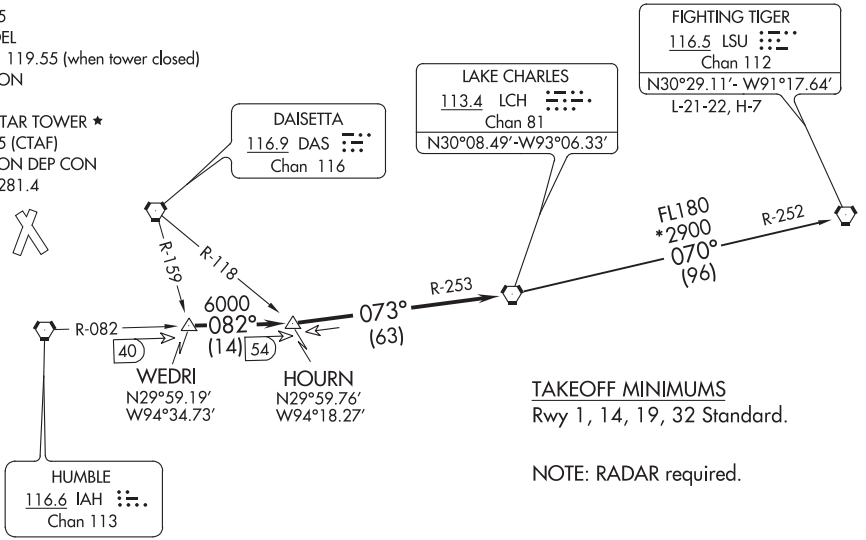 5
DEL
119.55 (when tower closed)
ON
TAR TOWER ★
5 (CTAF)
ON DEP CON
281.4
FIGHTING TIGER
116.5 LSU
Chan 112
N30°29.11'- W91°17.64'
L-21-22, H-7
LAKE CHARLES
113.4 LCH
Chan 81
N30°08.49'-W93°06.33'
DAISETTA
116.9 DAS
Chan 116
R-159
R-118
R-082
40
6000
082°
(14)
54
WEDRI
N29°59.19'
W94°34.73'
HOURN
N29°59.76'
W94°18.27'
073°
(63)
R-253
FL180
*2900
070°
(96)
R-252
HUMBLE
116.6 IAH
Chan 113
TAKEOFF MINIMUMS
Rwy 1, 14, 19, 32 Standard.
NOTE: RADAR required.